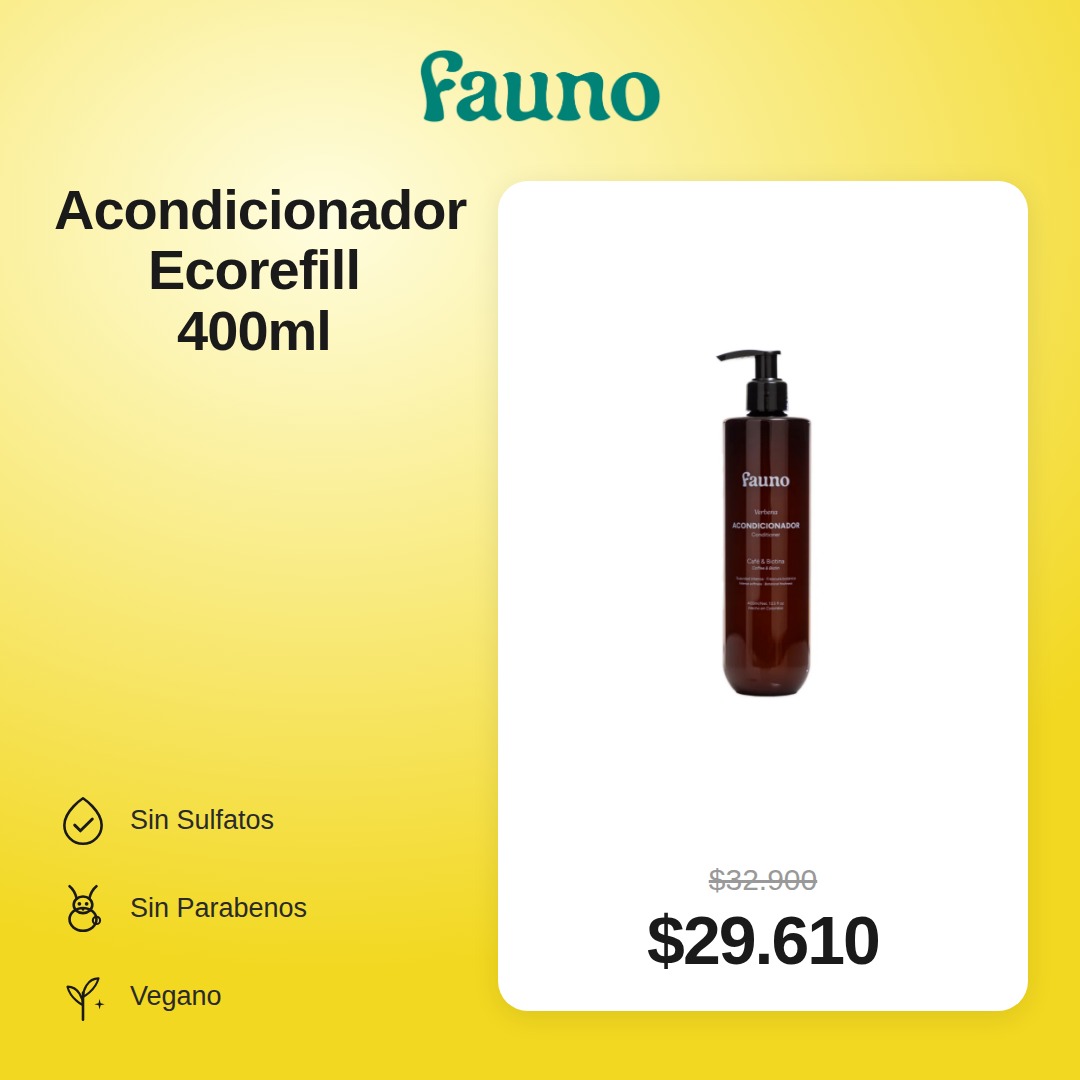 fauno
Acondicionador
Ecorefill
400ml
fauno
Verbena
ACONDICIONADOR
Conditioner
Café & Biotina
Coffee & Biotin
$32.900
$29.610
Sin Sulfatos
Sin Parabenos
Vegano